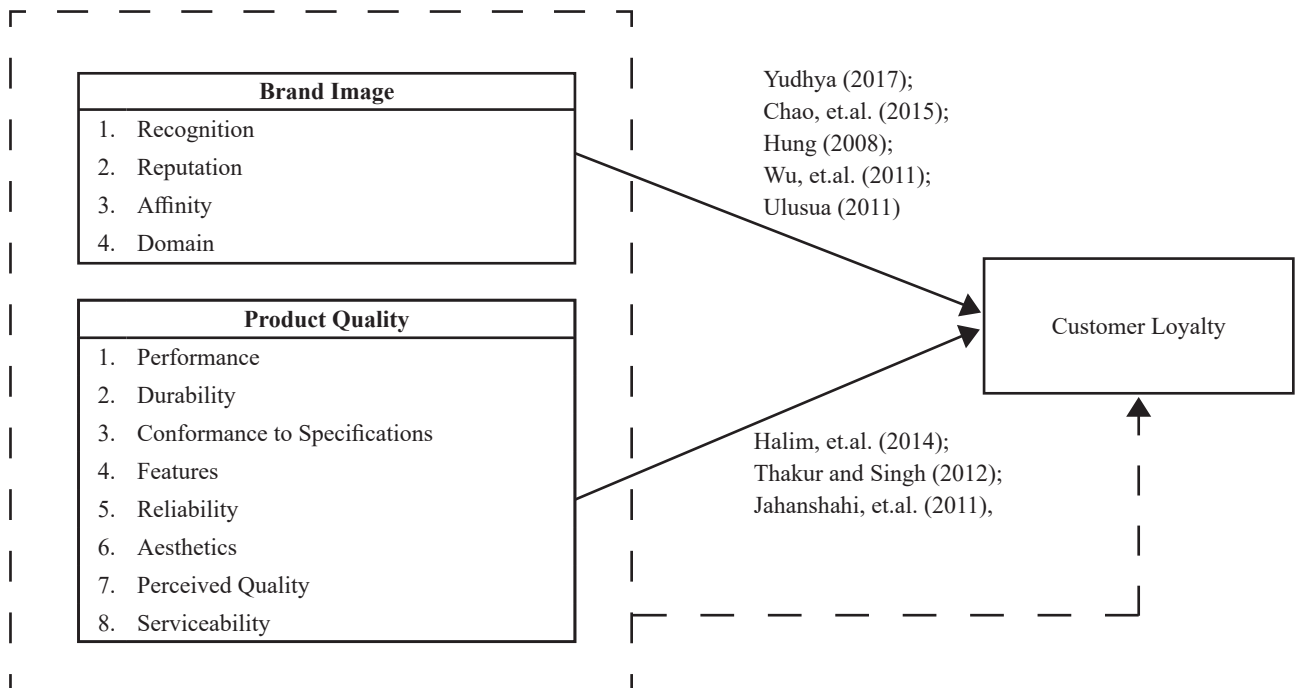 Brand Image
1. Recognition
2. Reputation
3. Affinity
4. Domain
Product Quality
1. Performance
2. Durability
3. Conformance to Specifications
4. Features
5. Reliability
6. Aesthetics
7. Perceived Quality
8. Serviceability
Yudhya (2017);
Chao, et.al. (2015);
Hung (2008);
Wu, et.al. (2011);
Ulusua (2011)
Halim, et.al. (2014);
Thakur and Singh (2012);
Jahanshahi, et.al. (2011),
Customer Loyalty